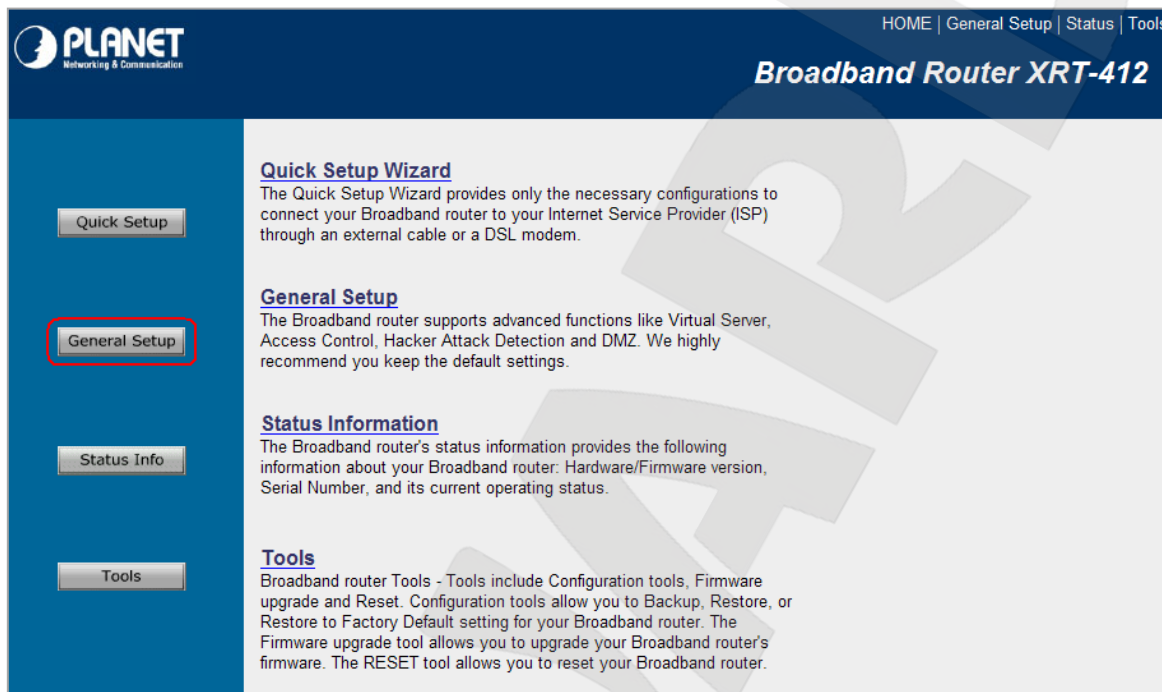 PLANET
Networking & Communication
HOME | General Setup | Status | Tools
Broadband Router XRT-412
Quick Setup
Quick Setup Wizard
The Quick Setup Wizard provides only the necessary configurations to
connect your Broadband router to your Internet Service Provider (ISP)
through an external cable or a DSL modem.
General Setup
General Setup
The Broadband router supports advanced functions like Virtual Server,
Access Control, Hacker Attack Detection and DMZ. We highly
recommend you keep the default settings.
Status Info
Status Information
The Broadband router's status information provides the following
information about your Broadband router: Hardware/Firmware version,
Serial Number, and its current operating status.
Tools
Tools
Broadband router Tools - Tools include Configuration tools, Firmware
upgrade and Reset. Configuration tools allow you to Backup, Restore, or
Restore to Factory Default setting for your Broadband router. The
Firmware upgrade tool allows you to upgrade your Broadband router's
firmware. The RESET tool allows you to reset your Broadband router.